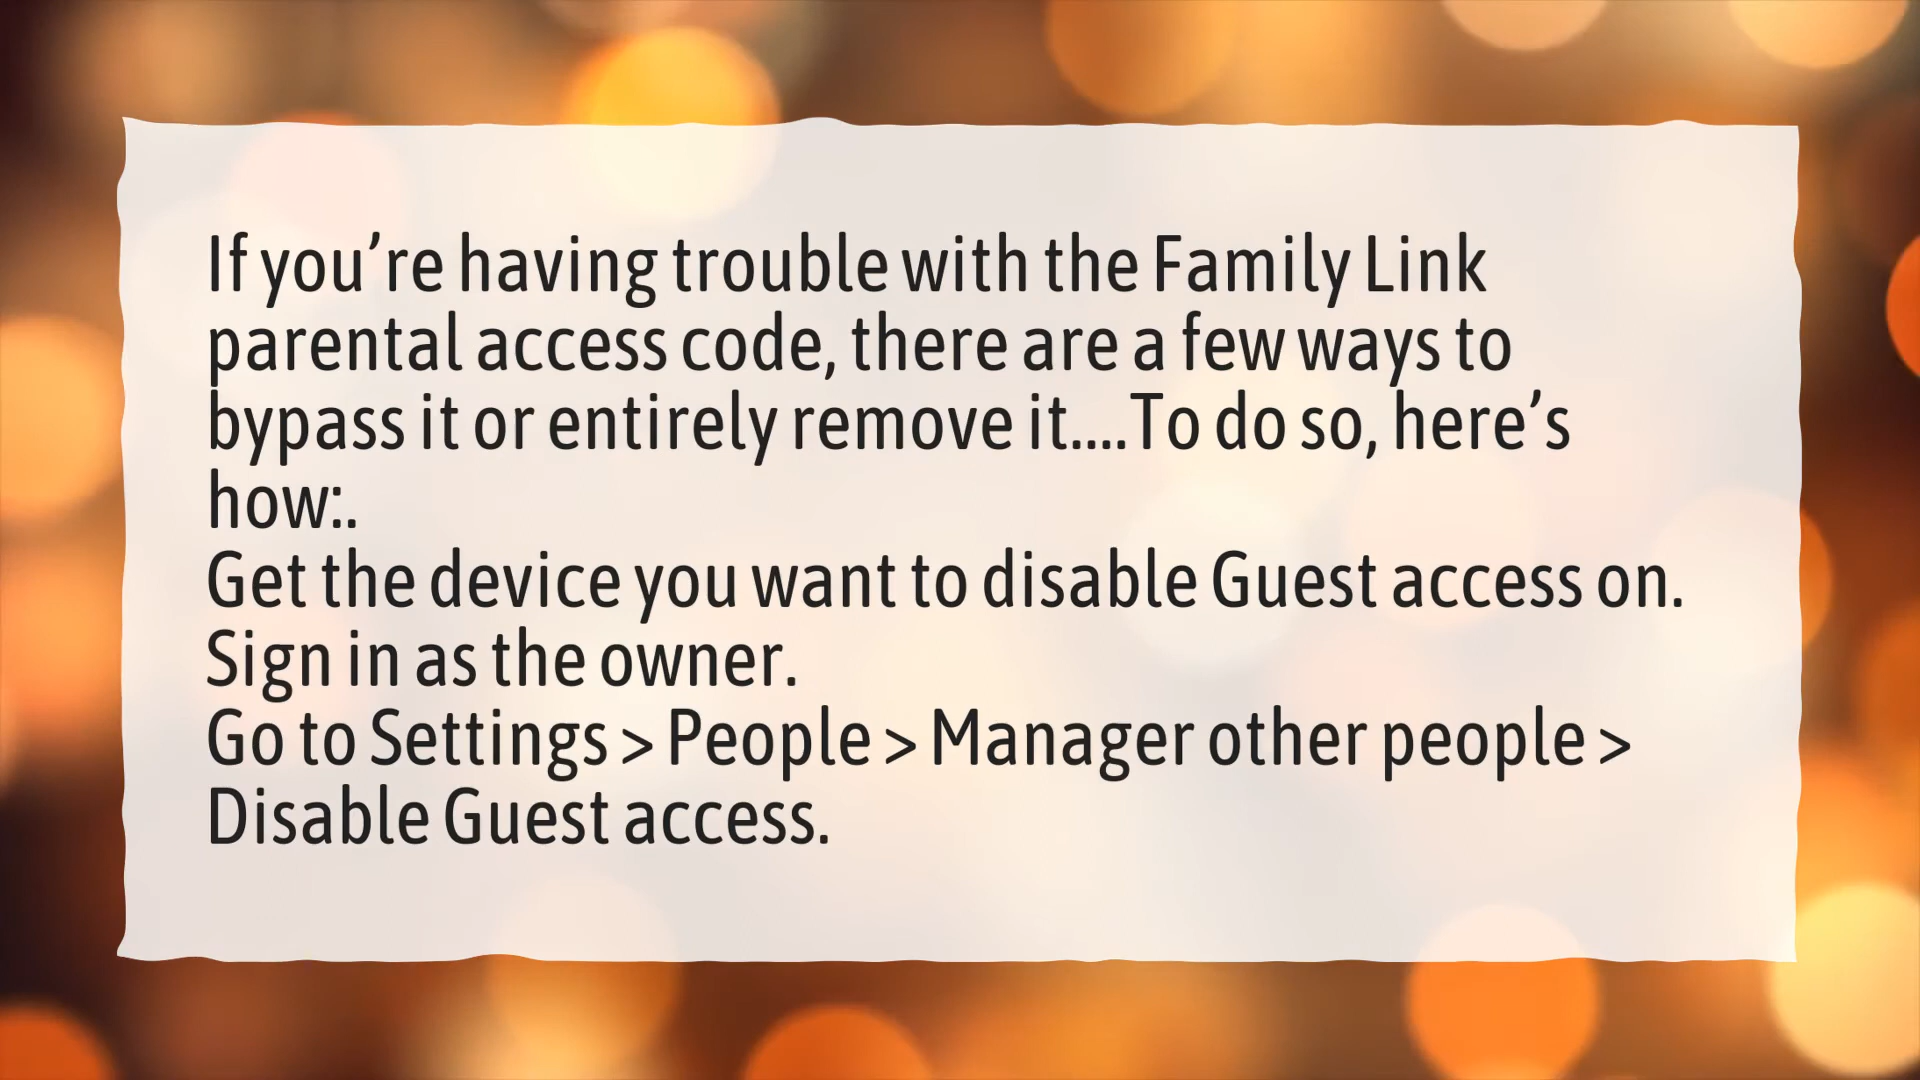 If you’re having trouble with the Family Link
parental access code, there are a few ways to
bypass it or entirely remove it....To do so, here’s
how:.
Get the device you want to disable Guest access on.
Sign in as the owner.
Go to Settings > People > Manager other people >
Disable Guest access.